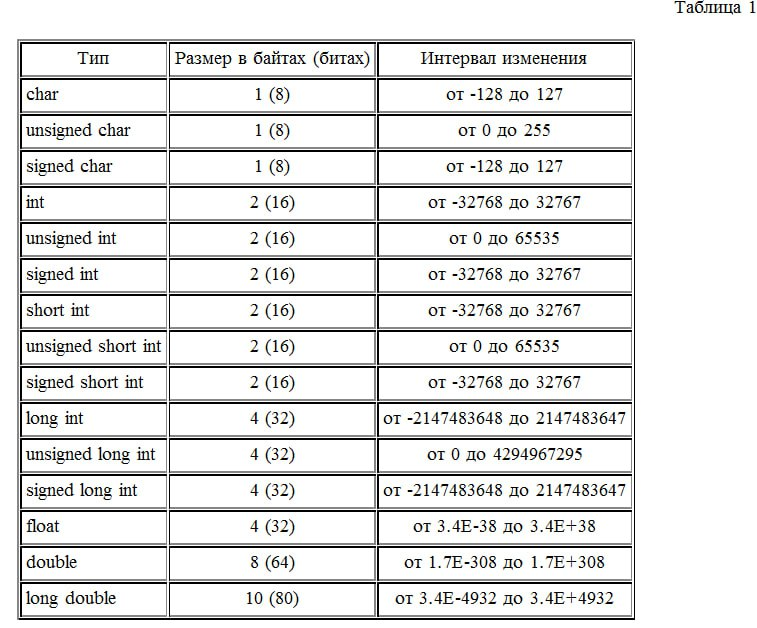 Таблица 1
Тип Размер в байтах (битах) Интервал изменения
char 1 (8) от -128 до 127
unsigned char 1 (8) от 0 до 255
signed char 1 (8) от -128 до 127
int 2 (16) от -32768 до 32767
unsigned int 2 (16) от 0 до 65535
signed int 2 (16) от -32768 до 32767
short int 2 (16) от -32768 до 32767
unsigned short int 2 (16) от 0 до 65535
signed short int 2 (16) от -32768 до 32767
long int 4 (32) от -2147483648 до 2147483647
unsigned long int 4 (32) от 0 до 4294967295
signed long int 4 (32) от -2147483648 до 2147483647
float 4 (32) от 3.4E-38 до 3.4E+38
double 8 (64) от 1.7E-308 до 1.7E+308
long double 10 (80) от 3.4E-4932 до 3.4E+4932